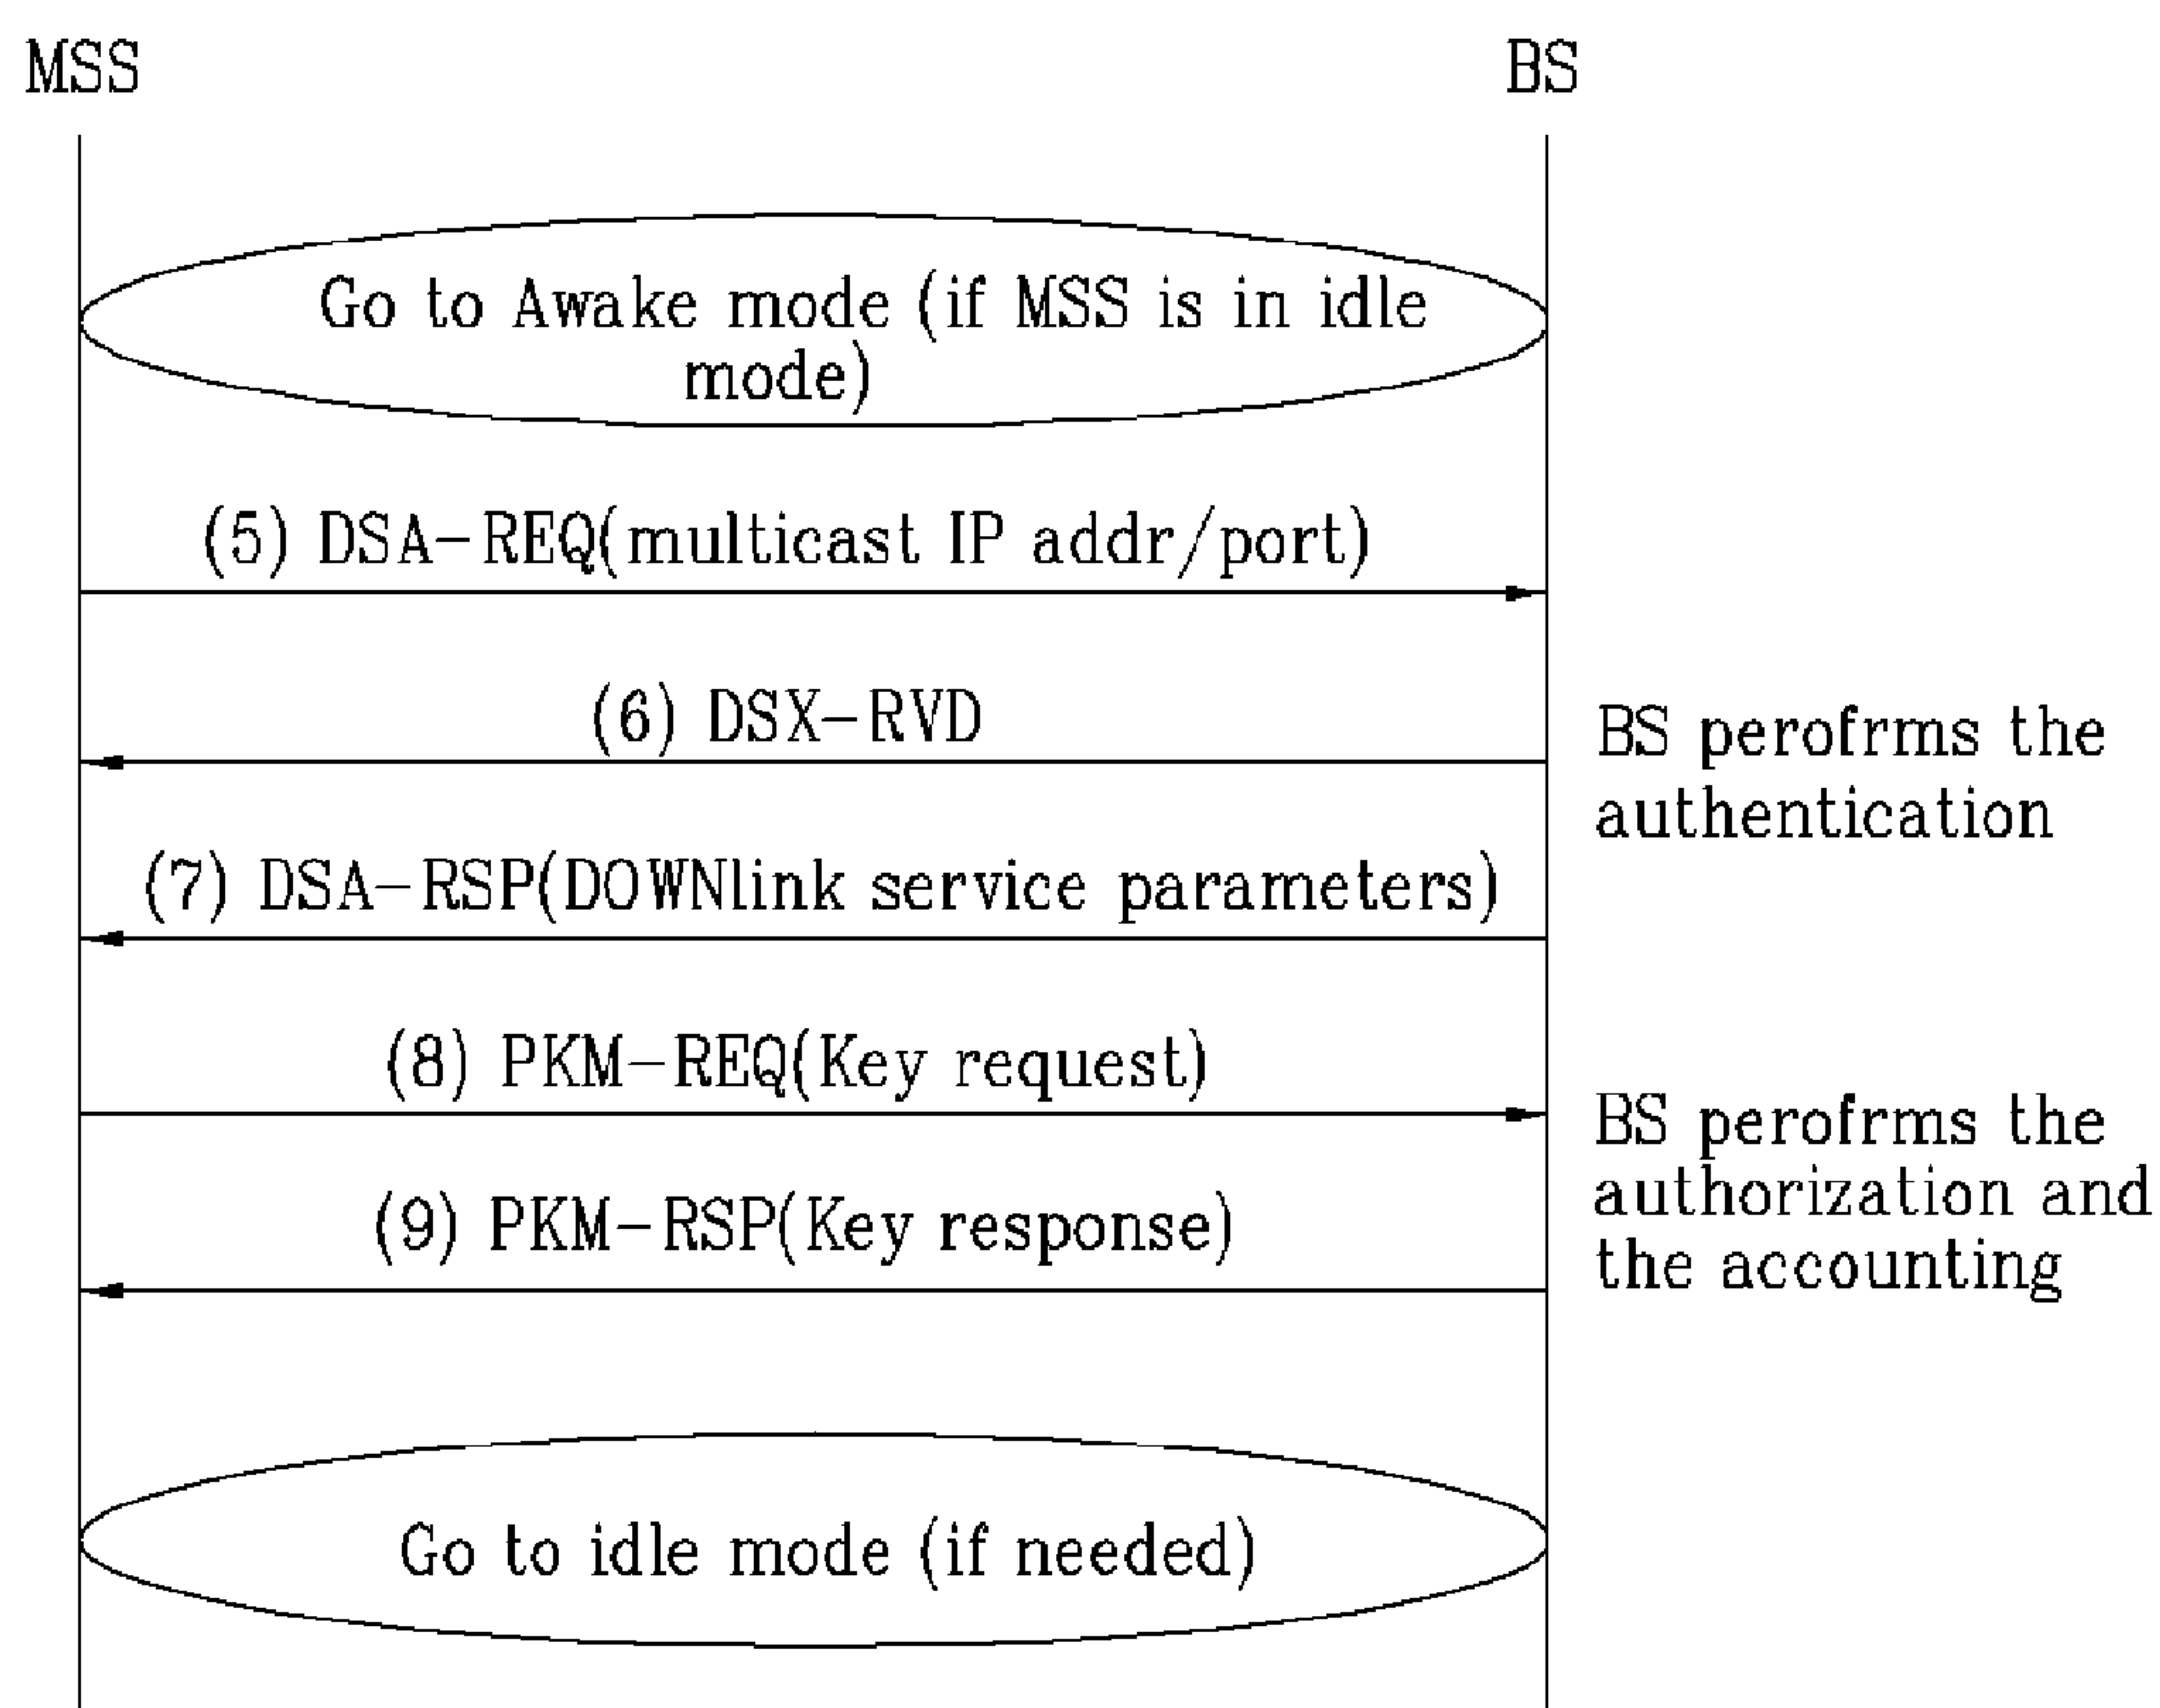 MSS
BS
Go to Awake mode (if MSS is in idle
mode)
(5) DSA-REQ(multicast IP addr/port)
(6) DSX-RVD
BS perofrms the
authentication
(7) DSA-RSP(DOWNlink service parameters)
(8) PKM-REQ(Key request)
BS perofrms the
authorization and
the accounting
(9) PKM-RSP(Key response)
Go to idle mode (if needed)